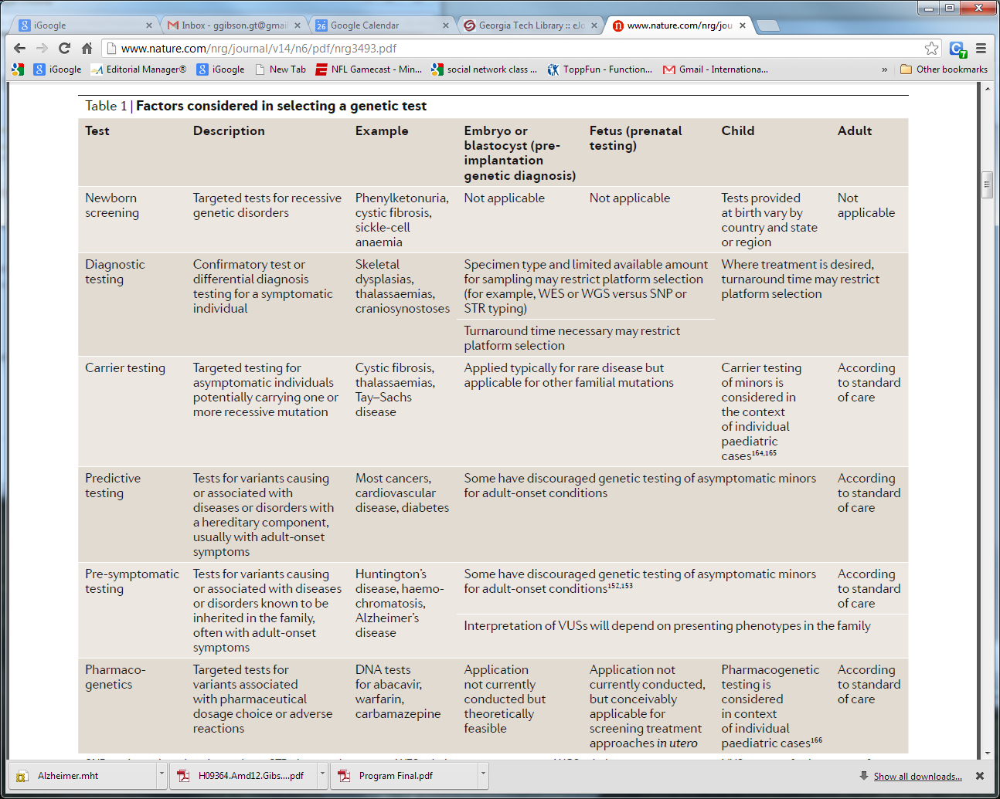 iGoogle
Inbox - ggibson.gt@gmail
Google Calendar
Georgia Tech Library :: eJo
www.nature.com/nrg/jou
www.nature.com/nrg/journal/v14/n6/pdf/nrg3493.pdf
iGoogle
Editorial Manager®
iGoogle
New Tab
NFL Gamecast - Min...
social network class ...
ToppFun - Function...
Gmail - Internationa...
»
Other bookmarks
Table 1 | Factors considered in selecting a genetic test
Test
Description
Example
Embryo or
blastocyst (pre-
implantation
genetic diagnosis)
Fetus (prenatal
testing)
Child
Adult
Newborn
screening
Targeted tests for recessive
genetic disorders
Phenylketonuria,
cystic fibrosis,
sickle-cell
anaemia
Not applicable
Not applicable
Tests provided
at birth vary by
country and state
or region
Not
applicable
Diagnostic
testing
Confirmatory test or
differential diagnosis
testing for a symptomatic
individual
Skeletal
dysplasias,
thalassaemias,
craniosynostoses
Specimen type and limited available amount
for sampling may restrict platform selection
(for example, WES or WGS versus SNP or
STR typing)
Turnaround time necessary may restrict
platform selection
Where treatment is desired,
turnaround time may restrict
platform selection
Carrier testing
Targeted testing for
asymptomatic individuals
potentially carrying one or
more recessive mutation
Cystic fibrosis,
thalassaemias,
Tay–Sachs
disease
Applied typically for rare disease but
applicable for other familial mutations
Carrier testing
of minors is
considered in
the context
of individual
paediatric
cases164,165
According
to standard
of care
Predictive
testing
Tests for variants causing
or associated with
diseases or disorders with
a hereditary component,
usually with adult-onset
symptoms
Most cancers,
cardiovascular
disease, diabetes
Some have discouraged genetic testing of asymptomatic minors
for adult-onset conditions
According
to standard
of care
Pre-symptomatic
testing
Tests for variants causing
or associated with diseases
or disorders known to be
inherited in the family,
often with adult-onset
symptoms
Huntington's
disease, haemo-
chromatosis,
Alzheimer's
disease
Some have discouraged genetic testing of asymptomatic minors
for adult-onset conditions152,153
Interpretation of VUSs will depend on presenting phenotypes in the family
According
to standard
of care
Pharmaco-
genetics
Targeted tests for
variants associated
with pharmaceutical
dosage choice or adverse
reactions
DNA tests
for abacavir,
warfarin,
carbamazepine
Application
not currently
conducted but
theoretically
feasible
Application not
currently conducted,
but conceivably
applicable for
screening treatment
approaches in utero
Pharmacogenetic
testing is
considered
in context
of individual
paediatric cases166
According
to standard
of care
Alzheimer.mht
H09364.Amd12.Gibs....pdf
Program Final.pdf
Show all downloads...